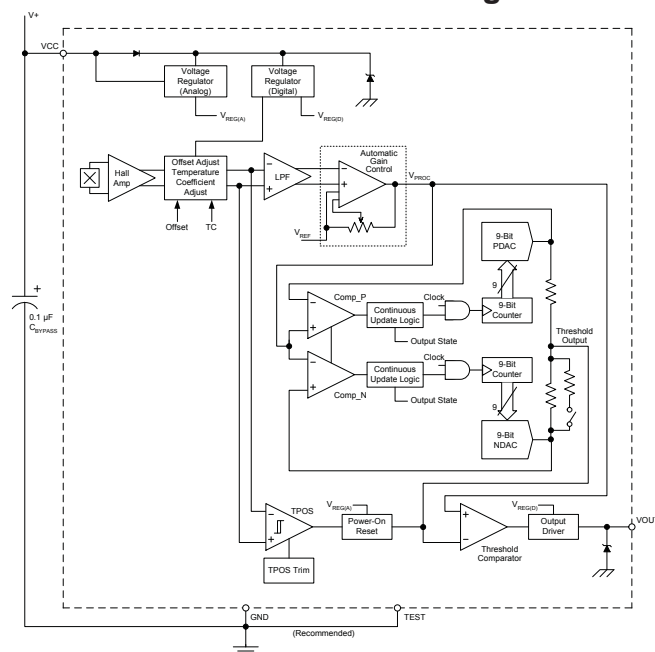 V+
VCC
Voltage
Regulator
(Analog)
Voltage
Regulator
(Digital)
VREG(A)
VREG(D)
Hall
Amp
Offset Adjust
Temperature
Coefficient
Adjust
Offset
TC
LPF
Automatic
Gain
Control
VREF
VPROC
9-Bit
PDAC
9
9-Bit
Counter
Clock
Comp_P
Continuous
Update Logic
Output State
Threshold
Output
Clock
Comp_N
Continuous
Update Logic
Output State
9-Bit
Counter
9
9-Bit
NDAC
+
0.1 µF
CBYPASS
TPOS
TPOS Trim
VREG(A)
Power-On
Reset
Threshold
Comparator
VREG(D)
Output
Driver
VOU
GND
TEST
(Recommended)